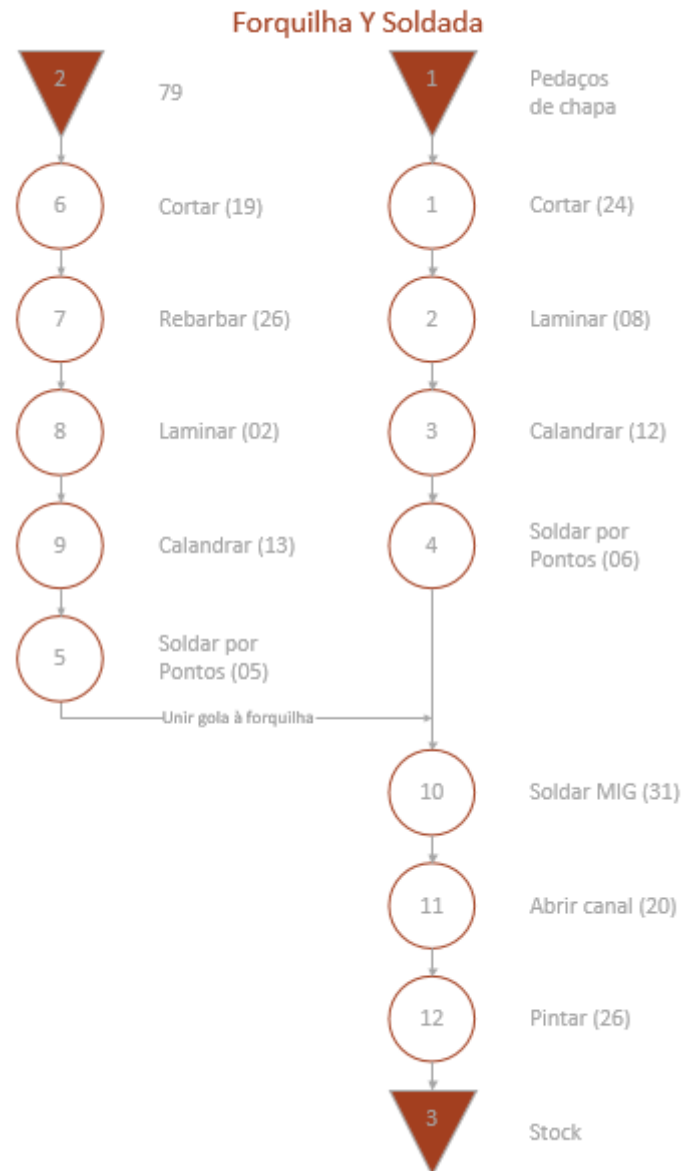 Forquilha Y Soldada
2
79
1
Pedaços
de chapa
6
Cortar (19)
1
Cortar (24)
7
Rebarbar (26)
2
Laminar (08)
8
Laminar (02)
3
Calandrar (12)
9
Calandrar (13)
4
Soldar por
Pontos (06)
5
Soldar por
Pontos (05)
Unir gola à forquilha
10
Soldar MIG (31)
11
Abrir canal (20)
12
Pintar (26)
3
Stock